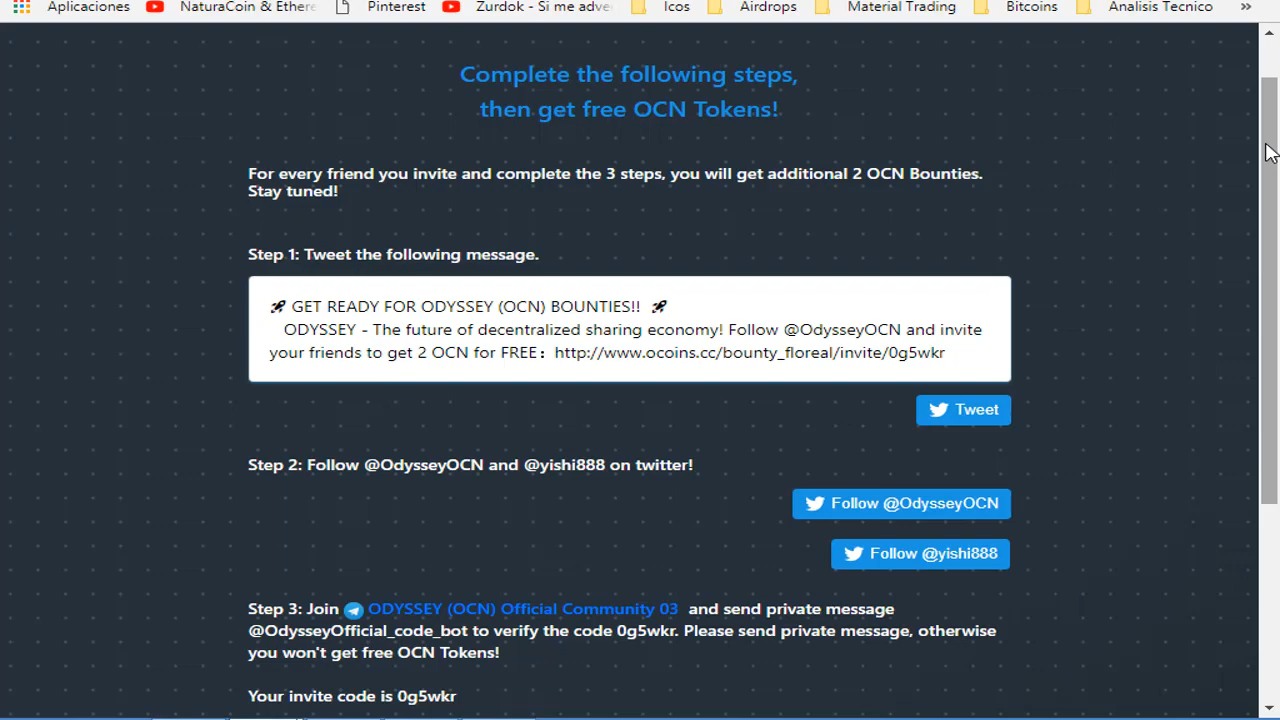 Aplicaciones NaturaCoin & Ethere Pinterest Zurdok - Si me adve Icos Airdrops Material Trading Bitcoins Analisis Tecnico »
Complete the following steps,
then get free OCN Tokens!
For every friend you invite and complete the 3 steps, you will get additional 2 OCN Bounties.
Stay tuned!
Step 1: Tweet the following message.
🚀 GET READY FOR ODYSSEY (OCN) BOUNTIES!! 🚀
ODYSSEY - The future of decentralized sharing economy! Follow @OdysseyOCN and invite
your friends to get 2 OCN for FREE：http://www.ocoins.cc/bounty_floreal/invite/0g5wkr
Tweet
Step 2: Follow @OdysseyOCN and @yishi888 on twitter!
Follow @OdysseyOCN
Follow @yishi888
Step 3: Join ODYSSEY (OCN) Official Community 03 and send private message
@OdysseyOfficial_code_bot to verify the code 0g5wkr. Please send private message, otherwise
you won't get free OCN Tokens!
Your invite code is 0g5wkr